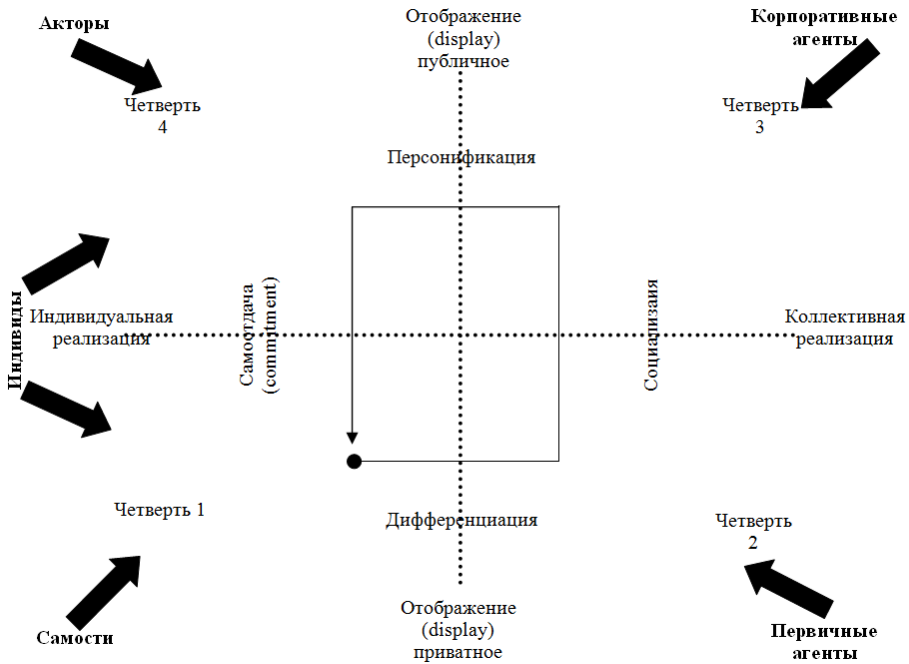 Акторы
Отображение
(display)
публичное
Корпоративные
агенты
Четверть
4
Четверть
3
Персонификация
Индивиды
Индивидуальная
реализация
Самоотдача
(commitment)
Социализаия
Коллективная
реализация
Четверть 1
Дифференциация
Четверть
2
Самости
Отображение
(display)
приватное
Первичные
агенты